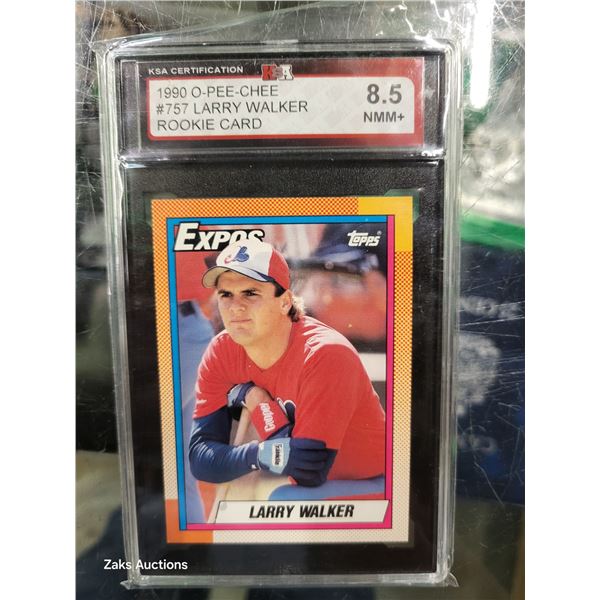 KSA CERTIFICATION
KSA
1990 O-PEE-CHEE
#757 LARRY WALKER
ROOKIE CARD
8.5
NMM+
EXPOS
topps®
LARRY WALKER
Zaks Auctions